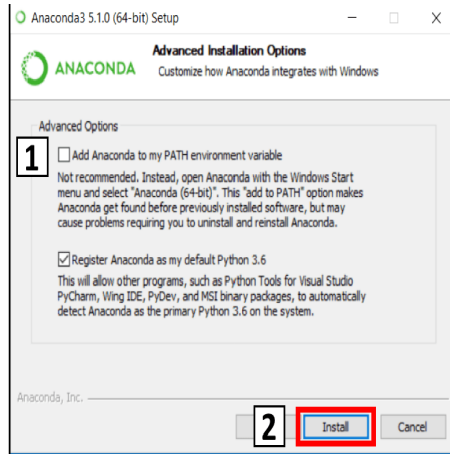 Anaconda3 5.1.0 (64-bit) Setup
ANACONDA
Advanced Installation Options
Customize how Anaconda integrates with Windows
Advanced Options
1
Add Anaconda to my PATH environment variable
Not recommended. Instead, open Anaconda with the Windows Start
menu and select "Anaconda (64-bit)". This "add to PATH" option makes
Anaconda get found before previously installed software, but may
cause problems requiring you to uninstall and reinstall Anaconda.
Register Anaconda as my default Python 3.6
This will allow other programs, such as Python Tools for Visual Studio
PyCharm, Wing IDE, PyDev, and MSI binary packages, to automatically
detect Anaconda as the primary Python 3.6 on the system.
Anaconda, Inc.
2
Install
Cancel